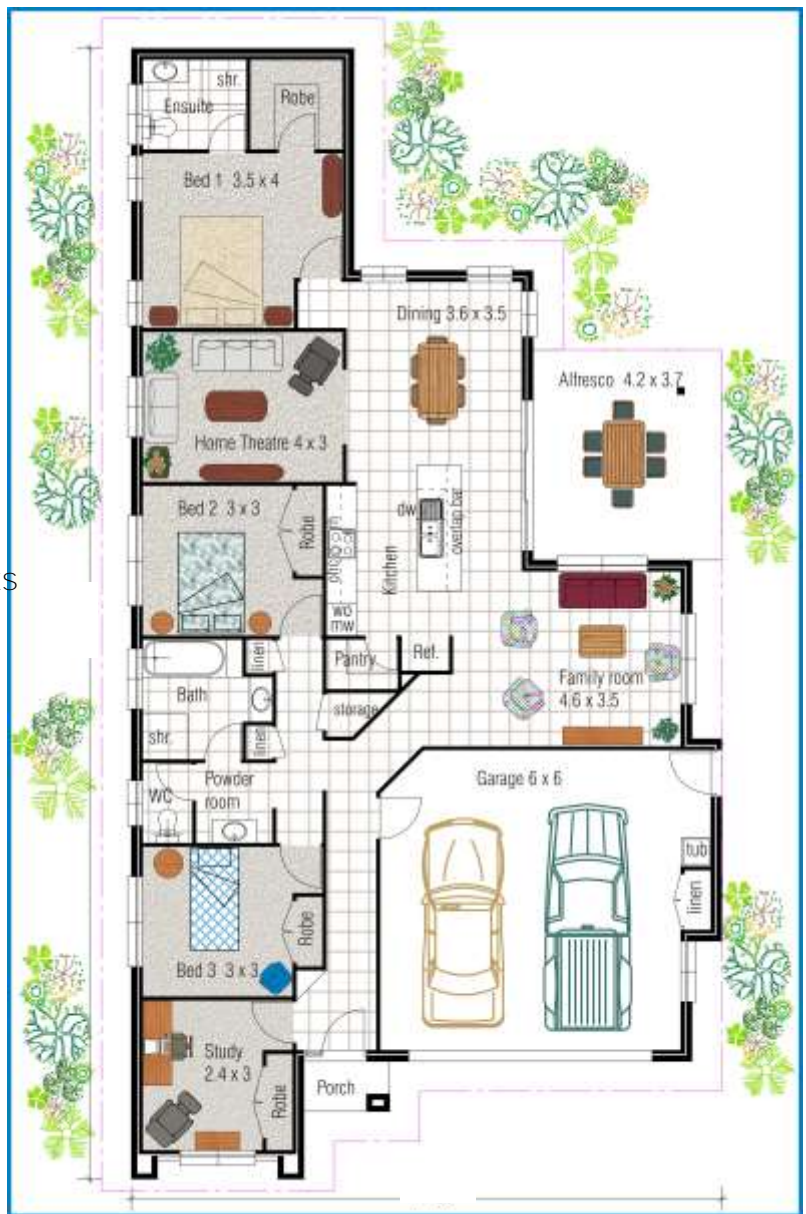 shr.
Ensuite
Robe
Bed 1 3.5 x 4
Dining 3.6 x 3.5
Alfresco 4.2 x 3.7
Home Theatre 4 x 3
Bed 2 3 x 3
Robe
dw
overlap bar
Kitchen
S
wo
mw
linen
Pantry
Ref.
Bath
Family room
4.6 x 3.5
storage
shr.
linen
Garage 6 x 6
WC
Powder
room
tub
linen
Robe
Bed 3 3 x 3
Study
2.4 x 3
Robe
Porch